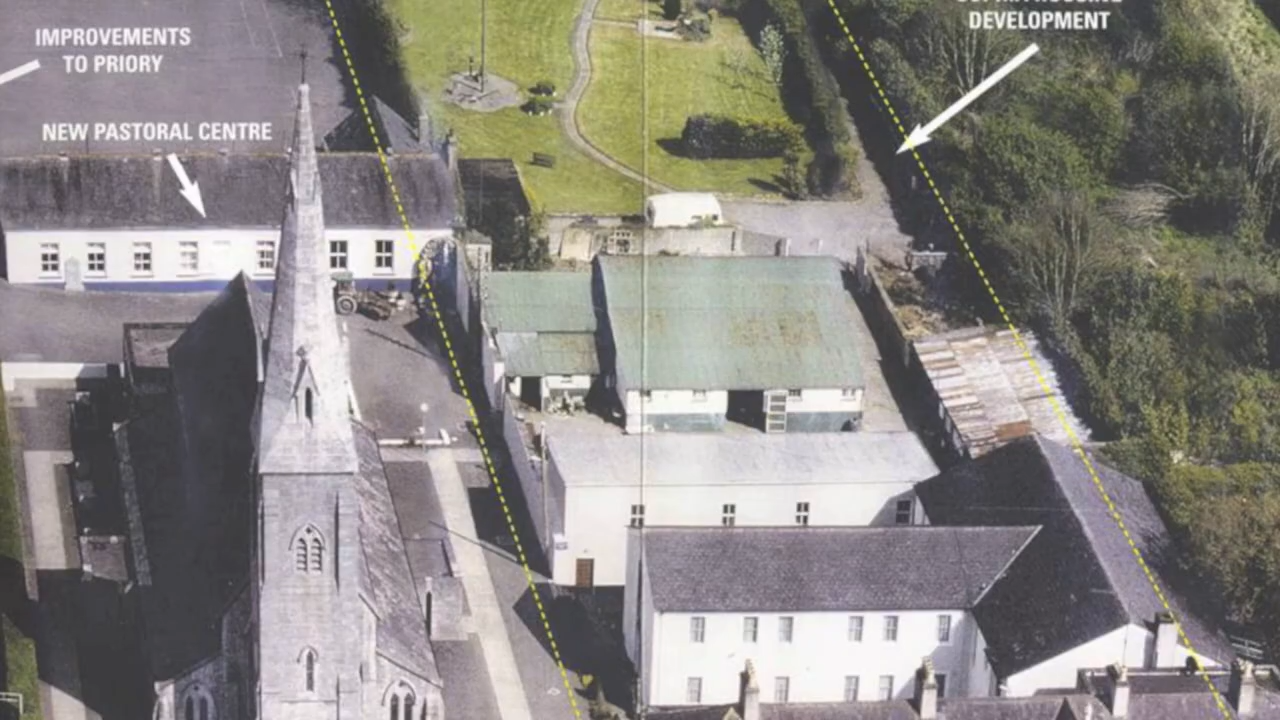 DEVELOPMENT
IMPROVEMENTS
TO PRIORY
NEW PASTORAL CENTRE